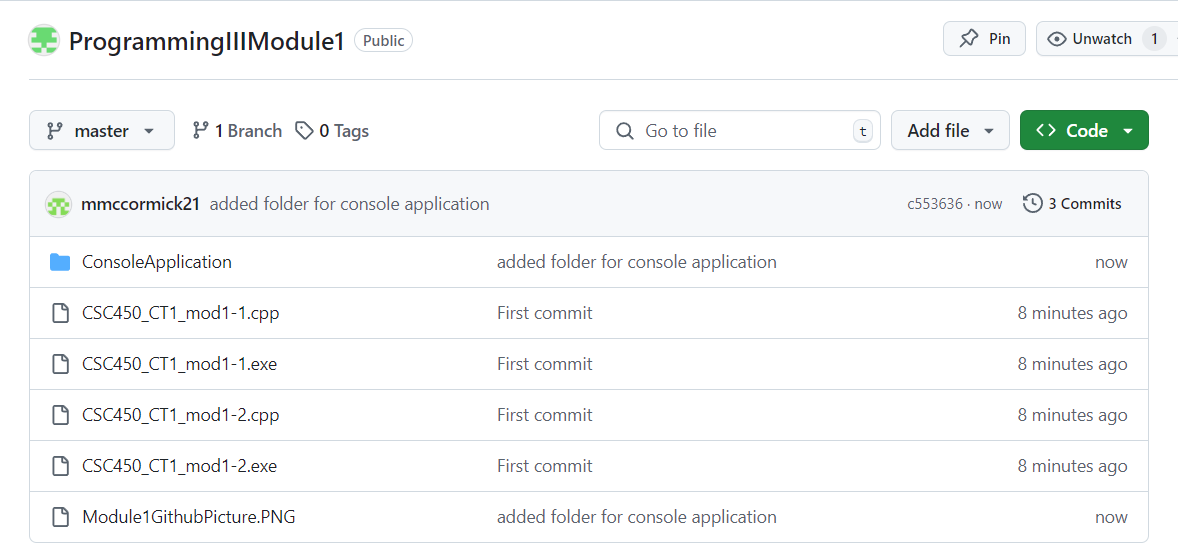 ProgrammingIIIModule1 Public Pin Unwatch 1
master 1 Branch 0 Tags Go to file t Add file Code
mmccormick21 added folder for console application c553636 · now 3 Commits
ConsoleApplication added folder for console application now
CSC450_CT1_mod1-1.cpp First commit 8 minutes ago
CSC450_CT1_mod1-1.exe First commit 8 minutes ago
CSC450_CT1_mod1-2.cpp First commit 8 minutes ago
CSC450_CT1_mod1-2.exe First commit 8 minutes ago
Module1GithubPicture.PNG added folder for console application now